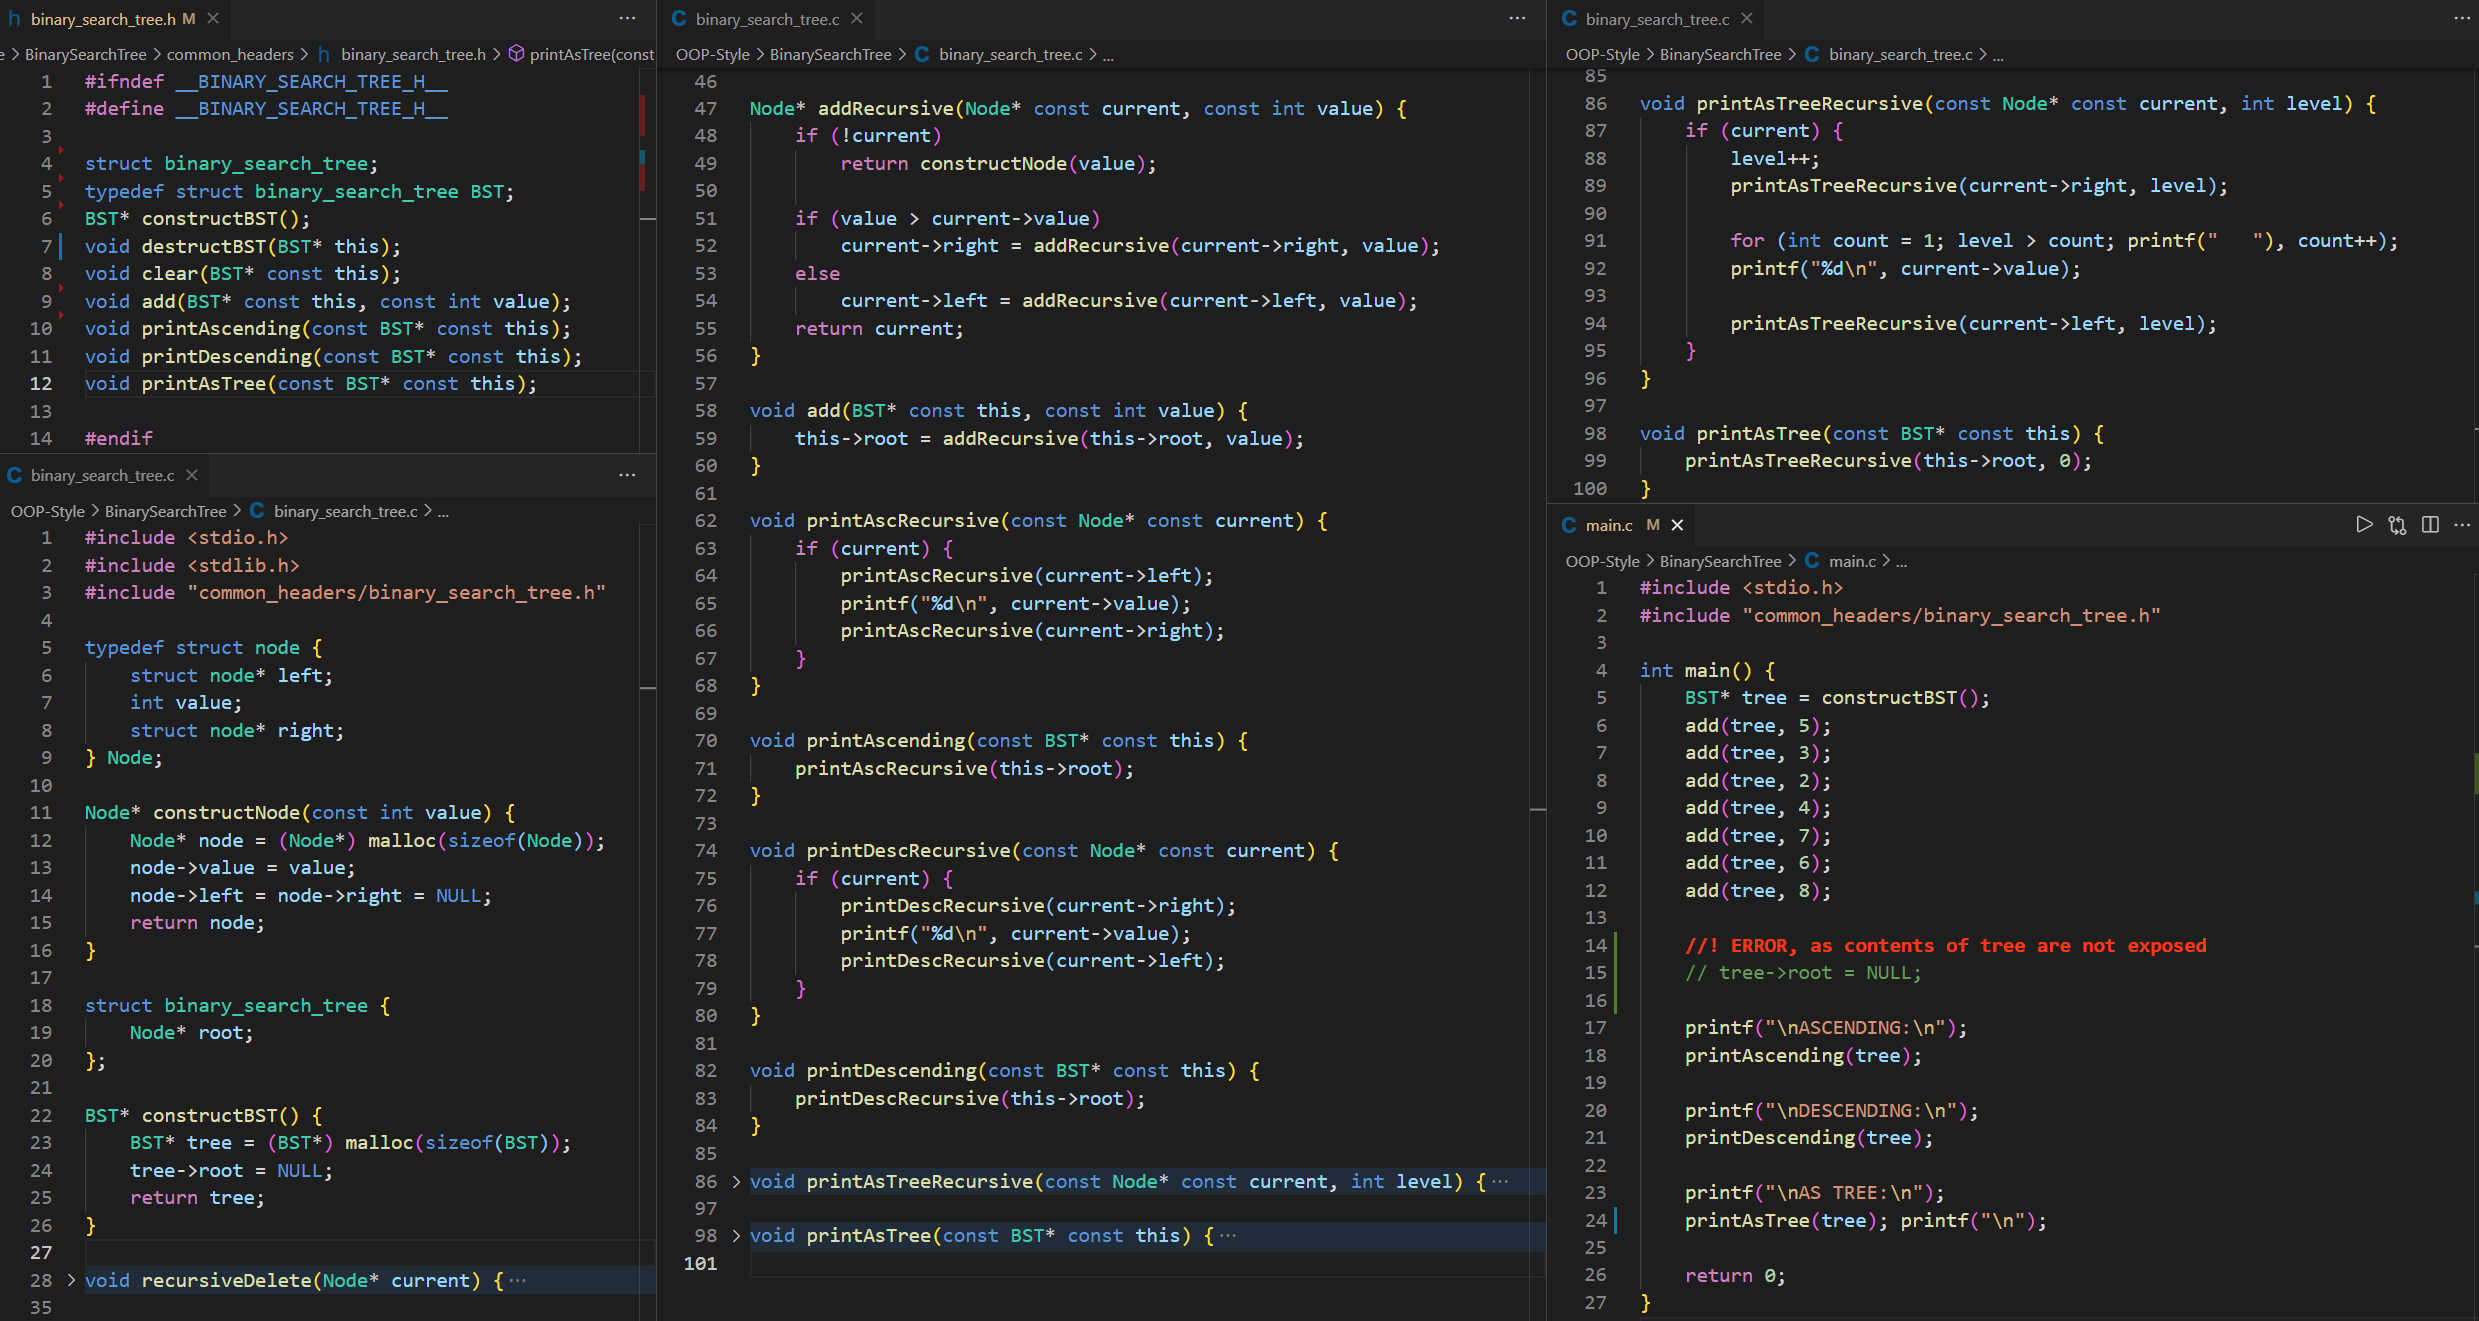 binary_search_tree.h M
BinarySearchTree > common_headers > h binary_search_tree.h > printAsTree(const
1 #ifndef __BINARY_SEARCH_TREE_H__
2 #define __BINARY_SEARCH_TREE_H__
3
4 struct binary_search_tree;
5 typedef struct binary_search_tree BST;
6 BST* constructBST();
7 void destructBST(BST* this);
8 void clear(BST* const this);
9 void add(BST* const this, const int value);
10 void printAscending(const BST* const this);
11 void printDescending(const BST* const this);
12 void printAsTree(const BST* const this);
13
14 #endif
C binary_search_tree.c
OOP-Style > BinarySearchTree > C binary_search_tree.c > ...
1 #include <stdio.h>
2 #include <stdlib.h>
3 #include "common_headers/binary_search_tree.h"
4
5 typedef struct node {
6     struct node* left;
7     int value;
8     struct node* right;
9 } Node;
10
11 Node* constructNode(const int value) {
12     Node* node = (Node*) malloc(sizeof(Node));
13     node->value = value;
14     node->left = node->right = NULL;
15     return node;
16 }
17
18 struct binary_search_tree {
19     Node* root;
20 };
21
22 BST* constructBST() {
23     BST* tree = (BST*) malloc(sizeof(BST));
24     tree->root = NULL;
25     return tree;
26 }
27
28 > void recursiveDelete(Node* current) {···
35
C binary_search_tree.c
OOP-Style > BinarySearchTree > C binary_search_tree.c > ...
46
47 Node* addRecursive(Node* const current, const int value) {
48     if (!current)
49         return constructNode(value);
50
51     if (value > current->value)
52         current->right = addRecursive(current->right, value);
53     else
54         current->left = addRecursive(current->left, value);
55     return current;
56 }
57
58 void add(BST* const this, const int value) {
59     this->root = addRecursive(this->root, value);
60 }
61
62 void printAscRecursive(const Node* const current) {
63     if (current) {
64         printAscRecursive(current->left);
65         printf("%d\n", current->value);
66         printAscRecursive(current->right);
67     }
68 }
69
70 void printAscending(const BST* const this) {
71     printAscRecursive(this->root);
72 }
73
74 void printDescRecursive(const Node* const current) {
75     if (current) {
76         printDescRecursive(current->right);
77         printf("%d\n", current->value);
78         printDescRecursive(current->left);
79     }
80 }
81
82 void printDescending(const BST* const this) {
83     printDescRecursive(this->root);
84 }
85
86 > void printAsTreeRecursive(const Node* const current, int level) {···
97
98 > void printAsTree(const BST* const this) {···
101
C binary_search_tree.c
OOP-Style > BinarySearchTree > C binary_search_tree.c > ...
85
86 void printAsTreeRecursive(const Node* const current, int level) {
87     if (current) {
88         level++;
89         printAsTreeRecursive(current->right, level);
90
91         for (int count = 1; level > count; printf("   "), count++);
92         printf("%d\n", current->value);
93
94         printAsTreeRecursive(current->left, level);
95     }
96 }
97
98 void printAsTree(const BST* const this) {
99     printAsTreeRecursive(this->root, 0);
100 }
C main.c M
OOP-Style > BinarySearchTree > C main.c > ...
1 #include <stdio.h>
2 #include "common_headers/binary_search_tree.h"
3
4 int main() {
5     BST* tree = constructBST();
6     add(tree, 5);
7     add(tree, 3);
8     add(tree, 2);
9     add(tree, 4);
10     add(tree, 7);
11     add(tree, 6);
12     add(tree, 8);
13
14     //! ERROR, as contents of tree are not exposed
15     // tree->root = NULL;
16
17     printf("\nASCENDING:\n");
18     printAscending(tree);
19
20     printf("\nDESCENDING:\n");
21     printDescending(tree);
22
23     printf("\nAS TREE:\n");
24     printAsTree(tree); printf("\n");
25
26     return 0;
27 }